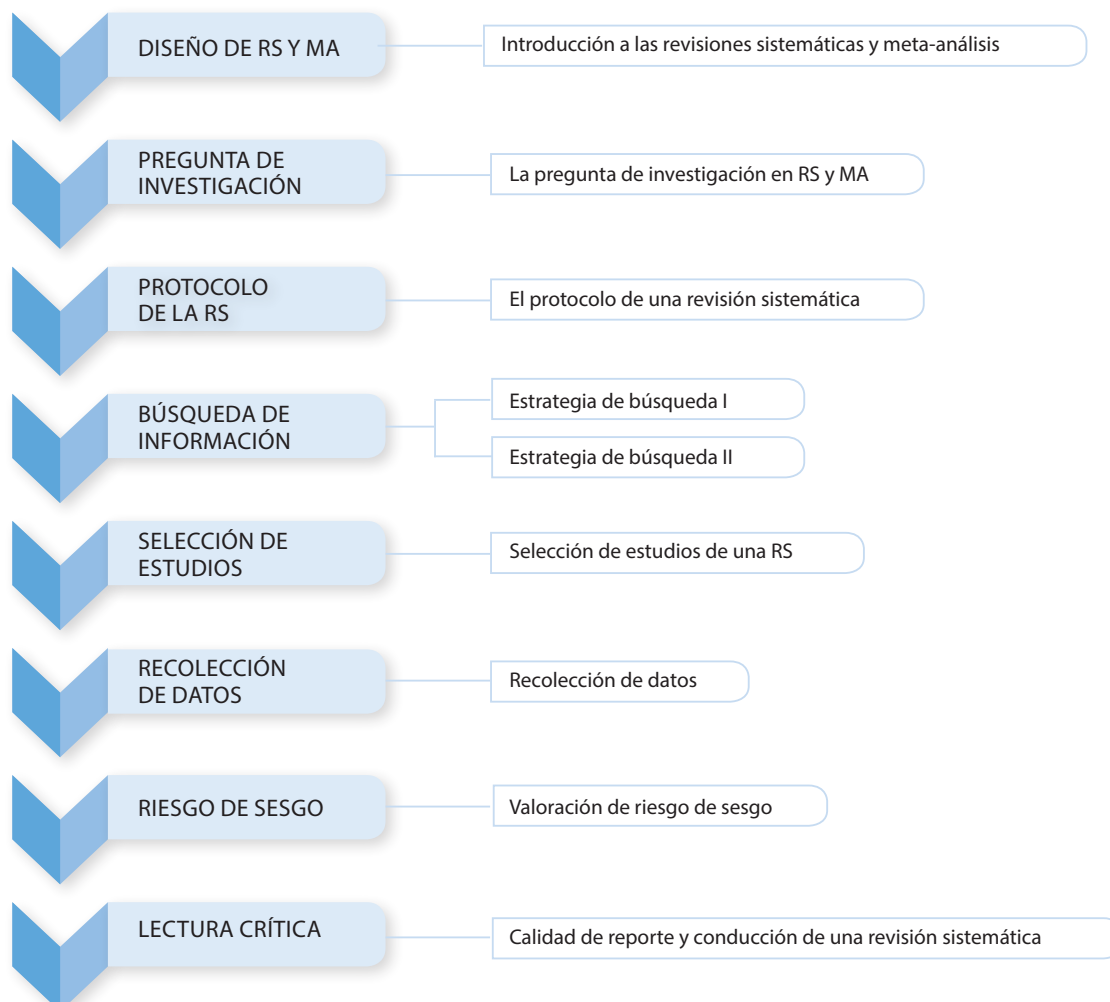 DISEÑO DE RS Y MA
Introducción a las revisiones sistemáticas y meta-análisis
PREGUNTA DE
INVESTIGACIÓN
La pregunta de investigación en RS y MA
PROTOCOLO
DE LA RS
El protocolo de una revisión sistemática
BÚSQUEDA DE
INFORMACIÓN
Estrategia de búsqueda I
Estrategia de búsqueda II
SELECCIÓN DE
ESTUDIOS
Selección de estudios de una RS
RECOLECCIÓN
DE DATOS
Recolección de datos
RIESGO DE SESGO
Valoración de riesgo de sesgo
LECTURA CRÍTICA
Calidad de reporte y conducción de una revisión sistemática